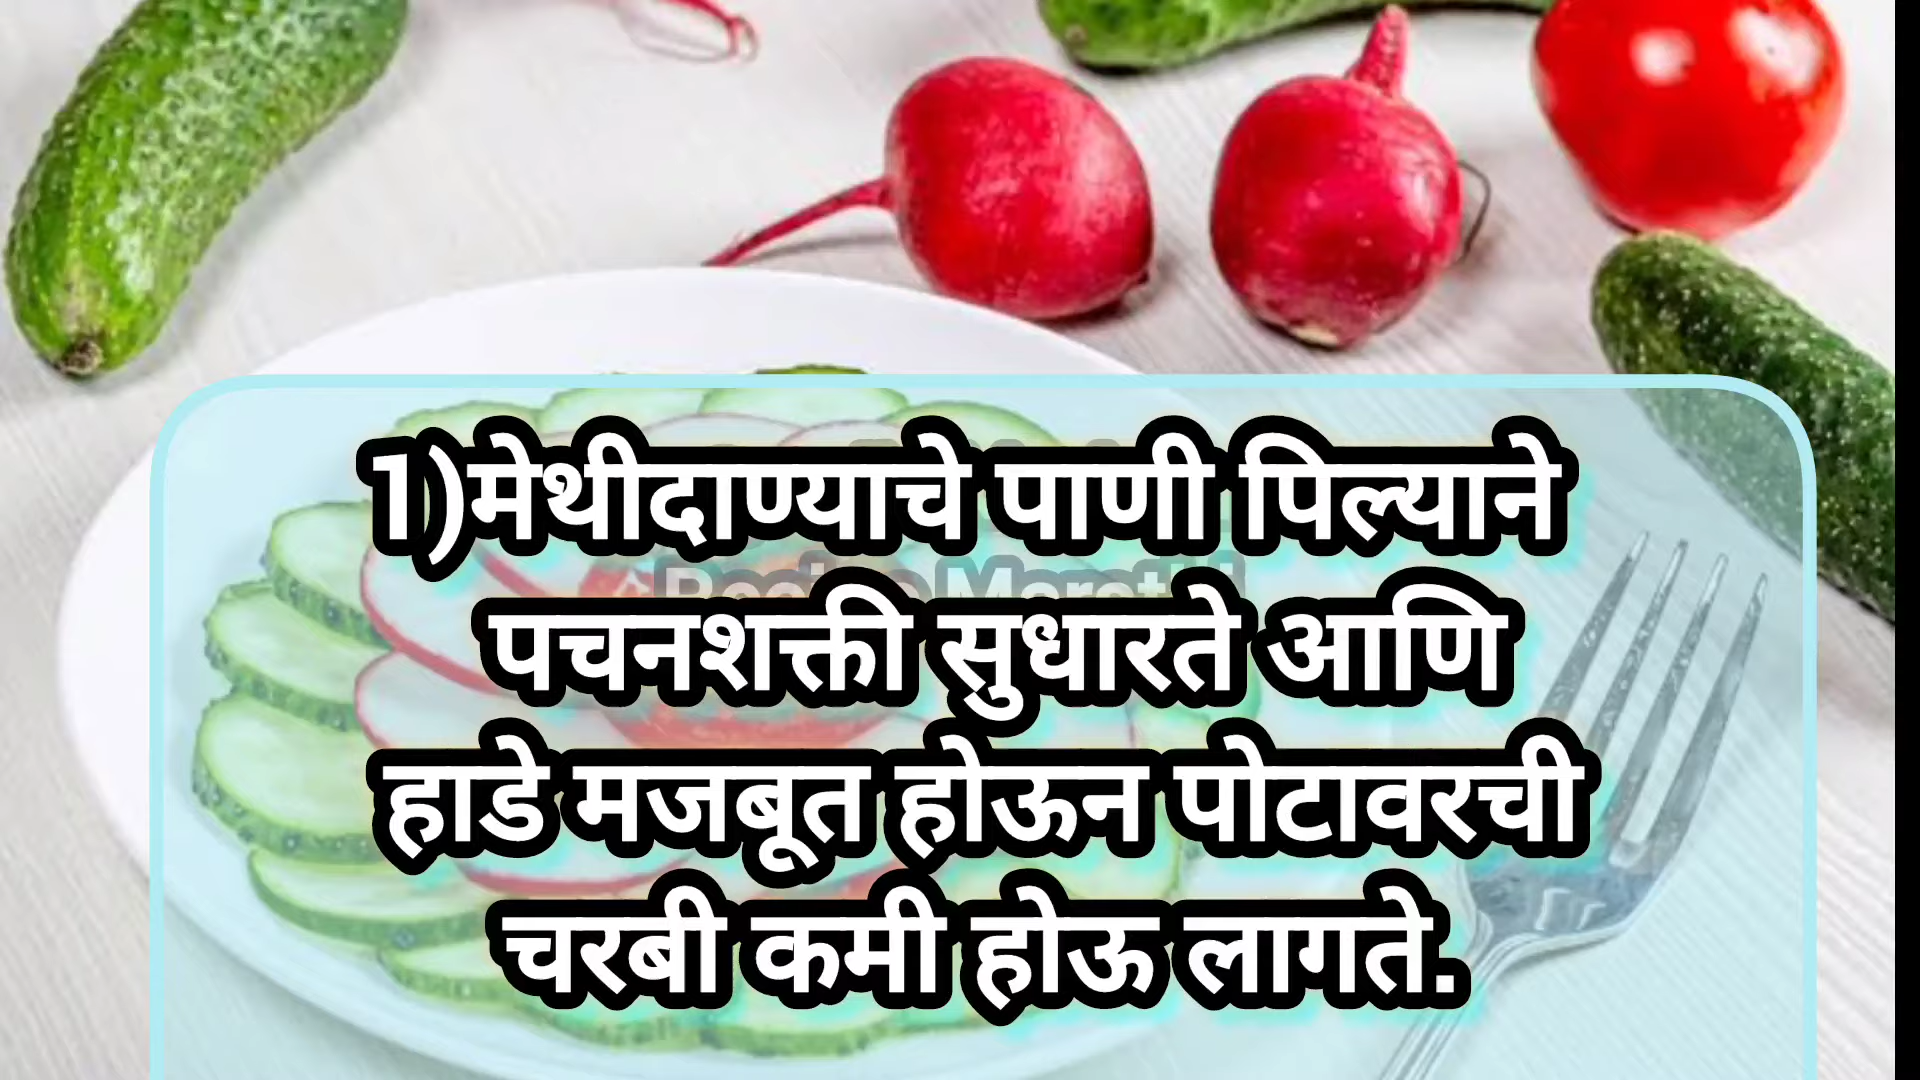 1)मेथीदाण्याचे पाणी पिल्याने
पचनशक्ती सुधारते आणि
हाडे मजबूत होऊन पोटावरची
चरबी कमी होऊ लागते.